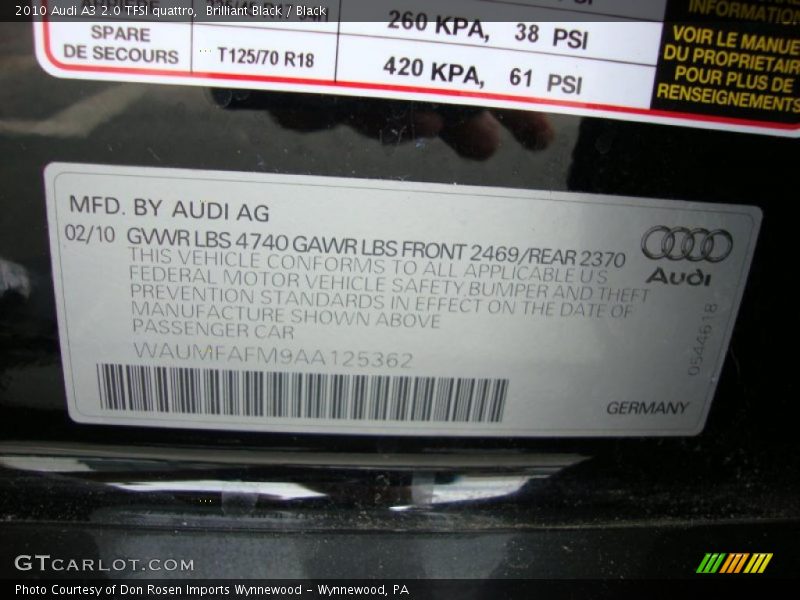 2010 Audi A3 2.0 TFSI quattro,  Brilliant Black / Black
260 KPA, 38 PSI
SPARE
DE SECOURS
T125/70 R18
420 KPA, 61 PSI
VOIR LE MANUEL
DU PROPRIETAIRE
POUR PLUS DE
RENSEIGNEMENTS
MFD. BY AUDI AG
02/10 GVWR LBS 4740 GAWR LBS FRONT 2469/REAR 2370
THIS VEHICLE CONFORMS TO ALL APPLICABLE U S
FEDERAL MOTOR VEHICLE SAFETY,BUMPER AND THEFT
PREVENTION STANDARDS IN EFFECT ON THE DATE OF
MANUFACTURE SHOWN ABOVE
PASSENGER CAR
WAUMFAFM9AA125362
Audi
0544618
GERMANY
GTCARLOT.COM
Photo Courtesy of Don Rosen Imports Wynnewood - Wynnewood, PA